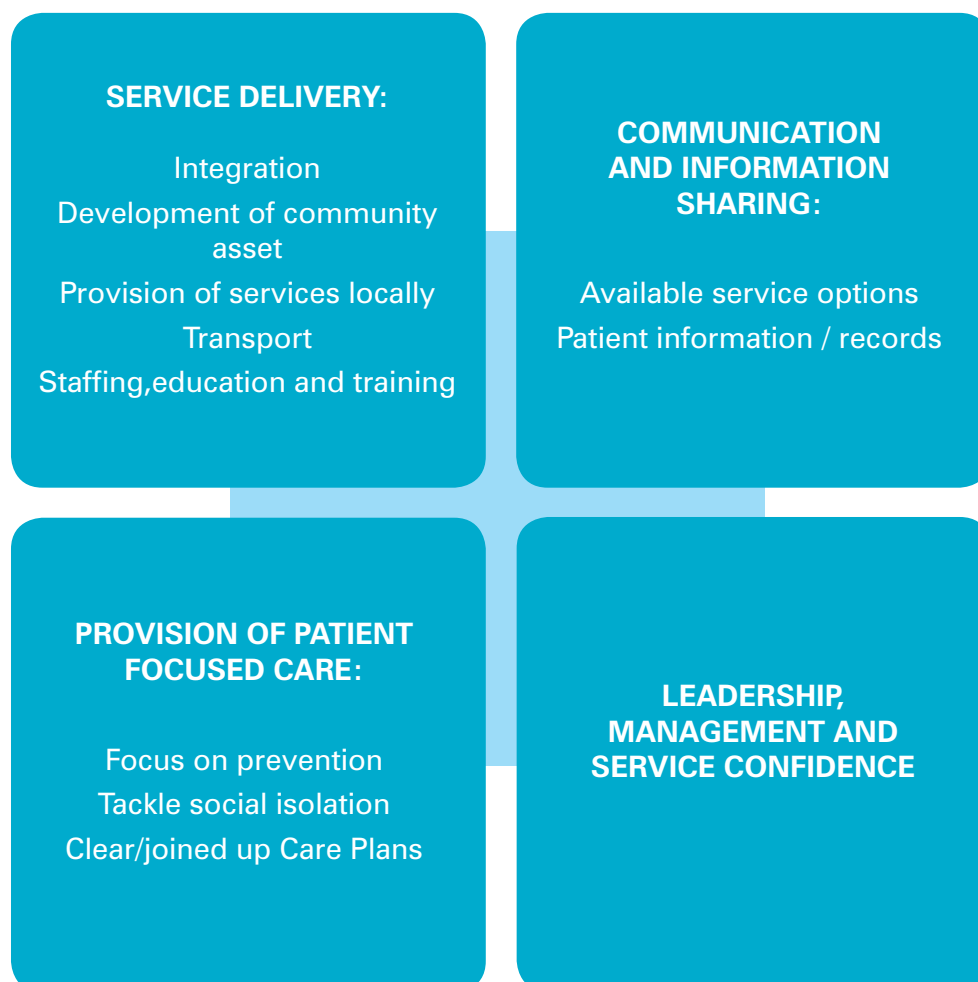 SERVICE DELIVERY:
Integration
Development of community
asset
Provision of services locally
Transport
Staffing,education and training
COMMUNICATION
AND INFORMATION
SHARING:
Available service options
Patient information / records
PROVISION OF PATIENT
FOCUSED CARE:
Focus on prevention
Tackle social isolation
Clear/joined up Care Plans
LEADERSHIP,
MANAGEMENT AND
SERVICE CONFIDENCE